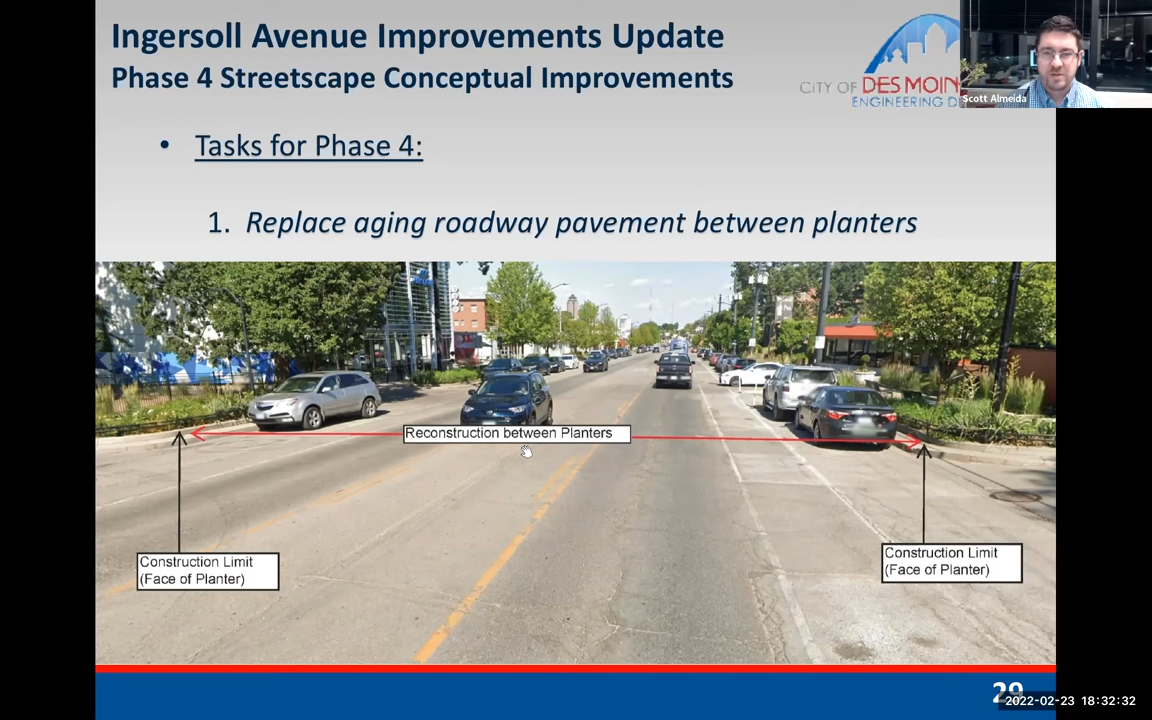 Ingersoll Avenue Improvements Update
Phase 4 Streetscape Conceptual Improvements
CITY OF DES MOIN
ENGINEERING D
Scott Almeida
• Tasks for Phase 4:
1. Replace aging roadway pavement between planters
Reconstruction between Planters
Construction Limit
(Face of Planter)
Construction Limit
(Face of Planter)
29
2022-02-23 18:32:32